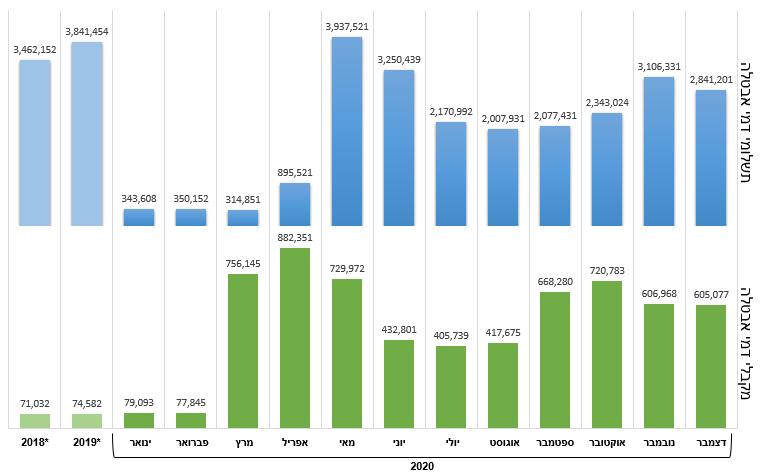 3,462,152
3,841,454
343,608
350,152
314,851
895,521
3,937,521
3,250,439
2,170,992
2,007,931
2,077,431
2,343,024
3,106,331
2,841,201
תשלומי דמי אבטלה
71,032
74,582
79,093
77,845
756,145
882,351
729,972
432,801
405,739
417,675
668,280
720,783
606,968
605,077
מקבלי דמי אבטלה
2018*
2019*
ינואר
פברואר
מרץ
אפריל
מאי
יוני
יולי
אוגוסט
ספטמבר
אוקטובר
נובמבר
דצמבר
2020